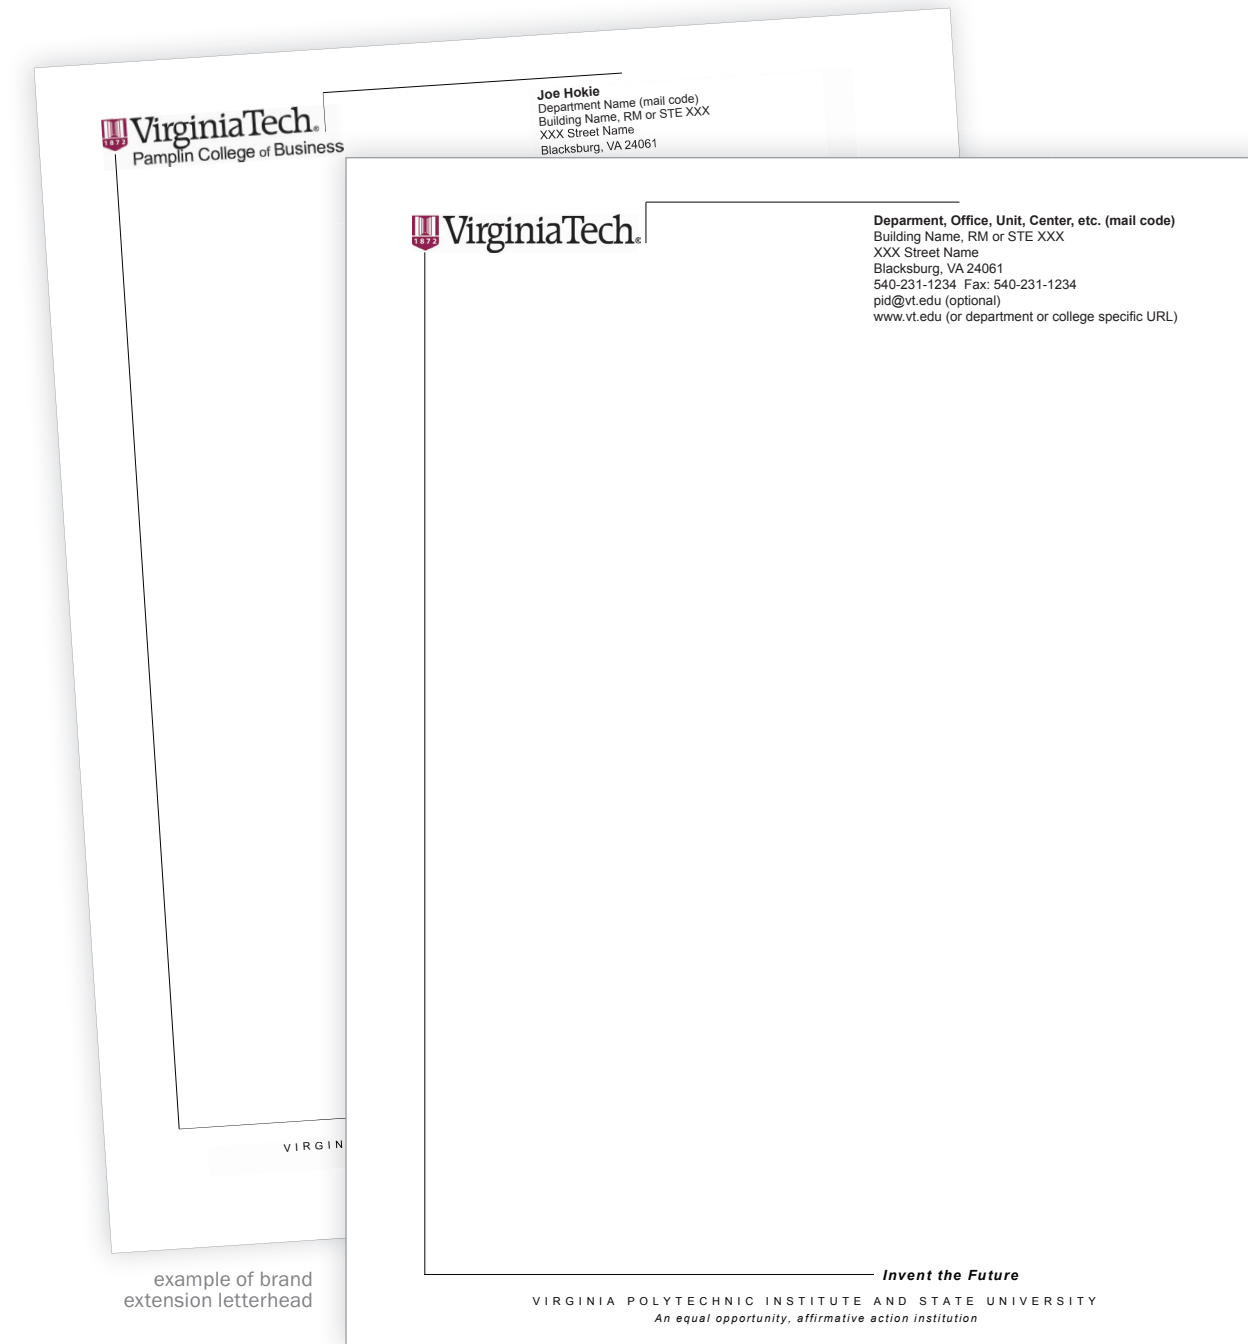 VirginiaTech®
1872
Pamplin College of Business
Joe Hokie
Department Name (mail code)
Building Name, RM or STE XXX
XXX Street Name
Blacksburg, VA 24061
VIRGIN
VirginiaTech®
1872
Deparment, Office, Unit, Center, etc. (mail code)
Building Name, RM or STE XXX
XXX Street Name
Blacksburg, VA 24061
540-231-1234 Fax: 540-231-1234
pid@vt.edu (optional)
www.vt.edu (or department or college specific URL)
Invent the Future
VIRGINIA POLYTECHNIC INSTITUTE AND STATE UNIVERSITY
An equal opportunity, affirmative action institution
example of brand
extension letterhead